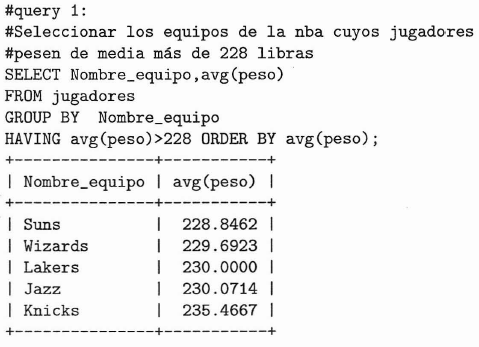 #query 1:
#Seleccionar los equipos de la nba cuyos jugadores
#pesen de media más de 228 libras
SELECT Nombre_equipo,avg(peso)
FROM jugadores
GROUP BY  Nombre_equipo
HAVING avg(peso)>228 ORDER BY avg(peso);
+---------------+-----------+
| Nombre_equipo | avg(peso) |
+---------------+-----------+
| Suns          |  228.8462 |
| Wizards       |  229.6923 |
| Lakers        |  230.0000 |
| Jazz          |  230.0714 |
| Knicks        |  235.4667 |
+---------------+-----------+